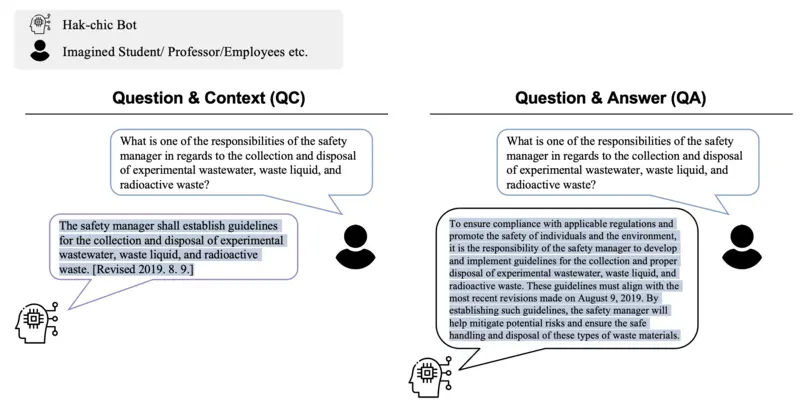 Hak-chic Bot
Imagined Student/ Professor/Employees etc.
Question & Context (QC)
What is one of the responsibilities of the safety
manager in regards to the collection and disposal
of experimental wastewater, waste liquid, and
radioactive waste?
The safety manager shall establish guidelines
for the collection and disposal of experimental
wastewater, waste liquid, and radioactive
waste. [Revised 2019. 8. 9.]
Question & Answer (QA)
What is one of the responsibilities of the safety
manager in regards to the collection and disposal
of experimental wastewater, waste liquid, and
radioactive waste?
To ensure compliance with applicable regulations and
promote the safety of individuals and the environment,
it is the responsibility of the safety manager to develop
and implement guidelines for the collection and proper
disposal of experimental wastewater, waste liquid, and
radioactive waste. These guidelines must align with the
most recent revisions made on August 9, 2019. By
establishing such guidelines, the safety manager will
help mitigate potential risks and ensure the safe
handling and disposal of these types of waste materials.